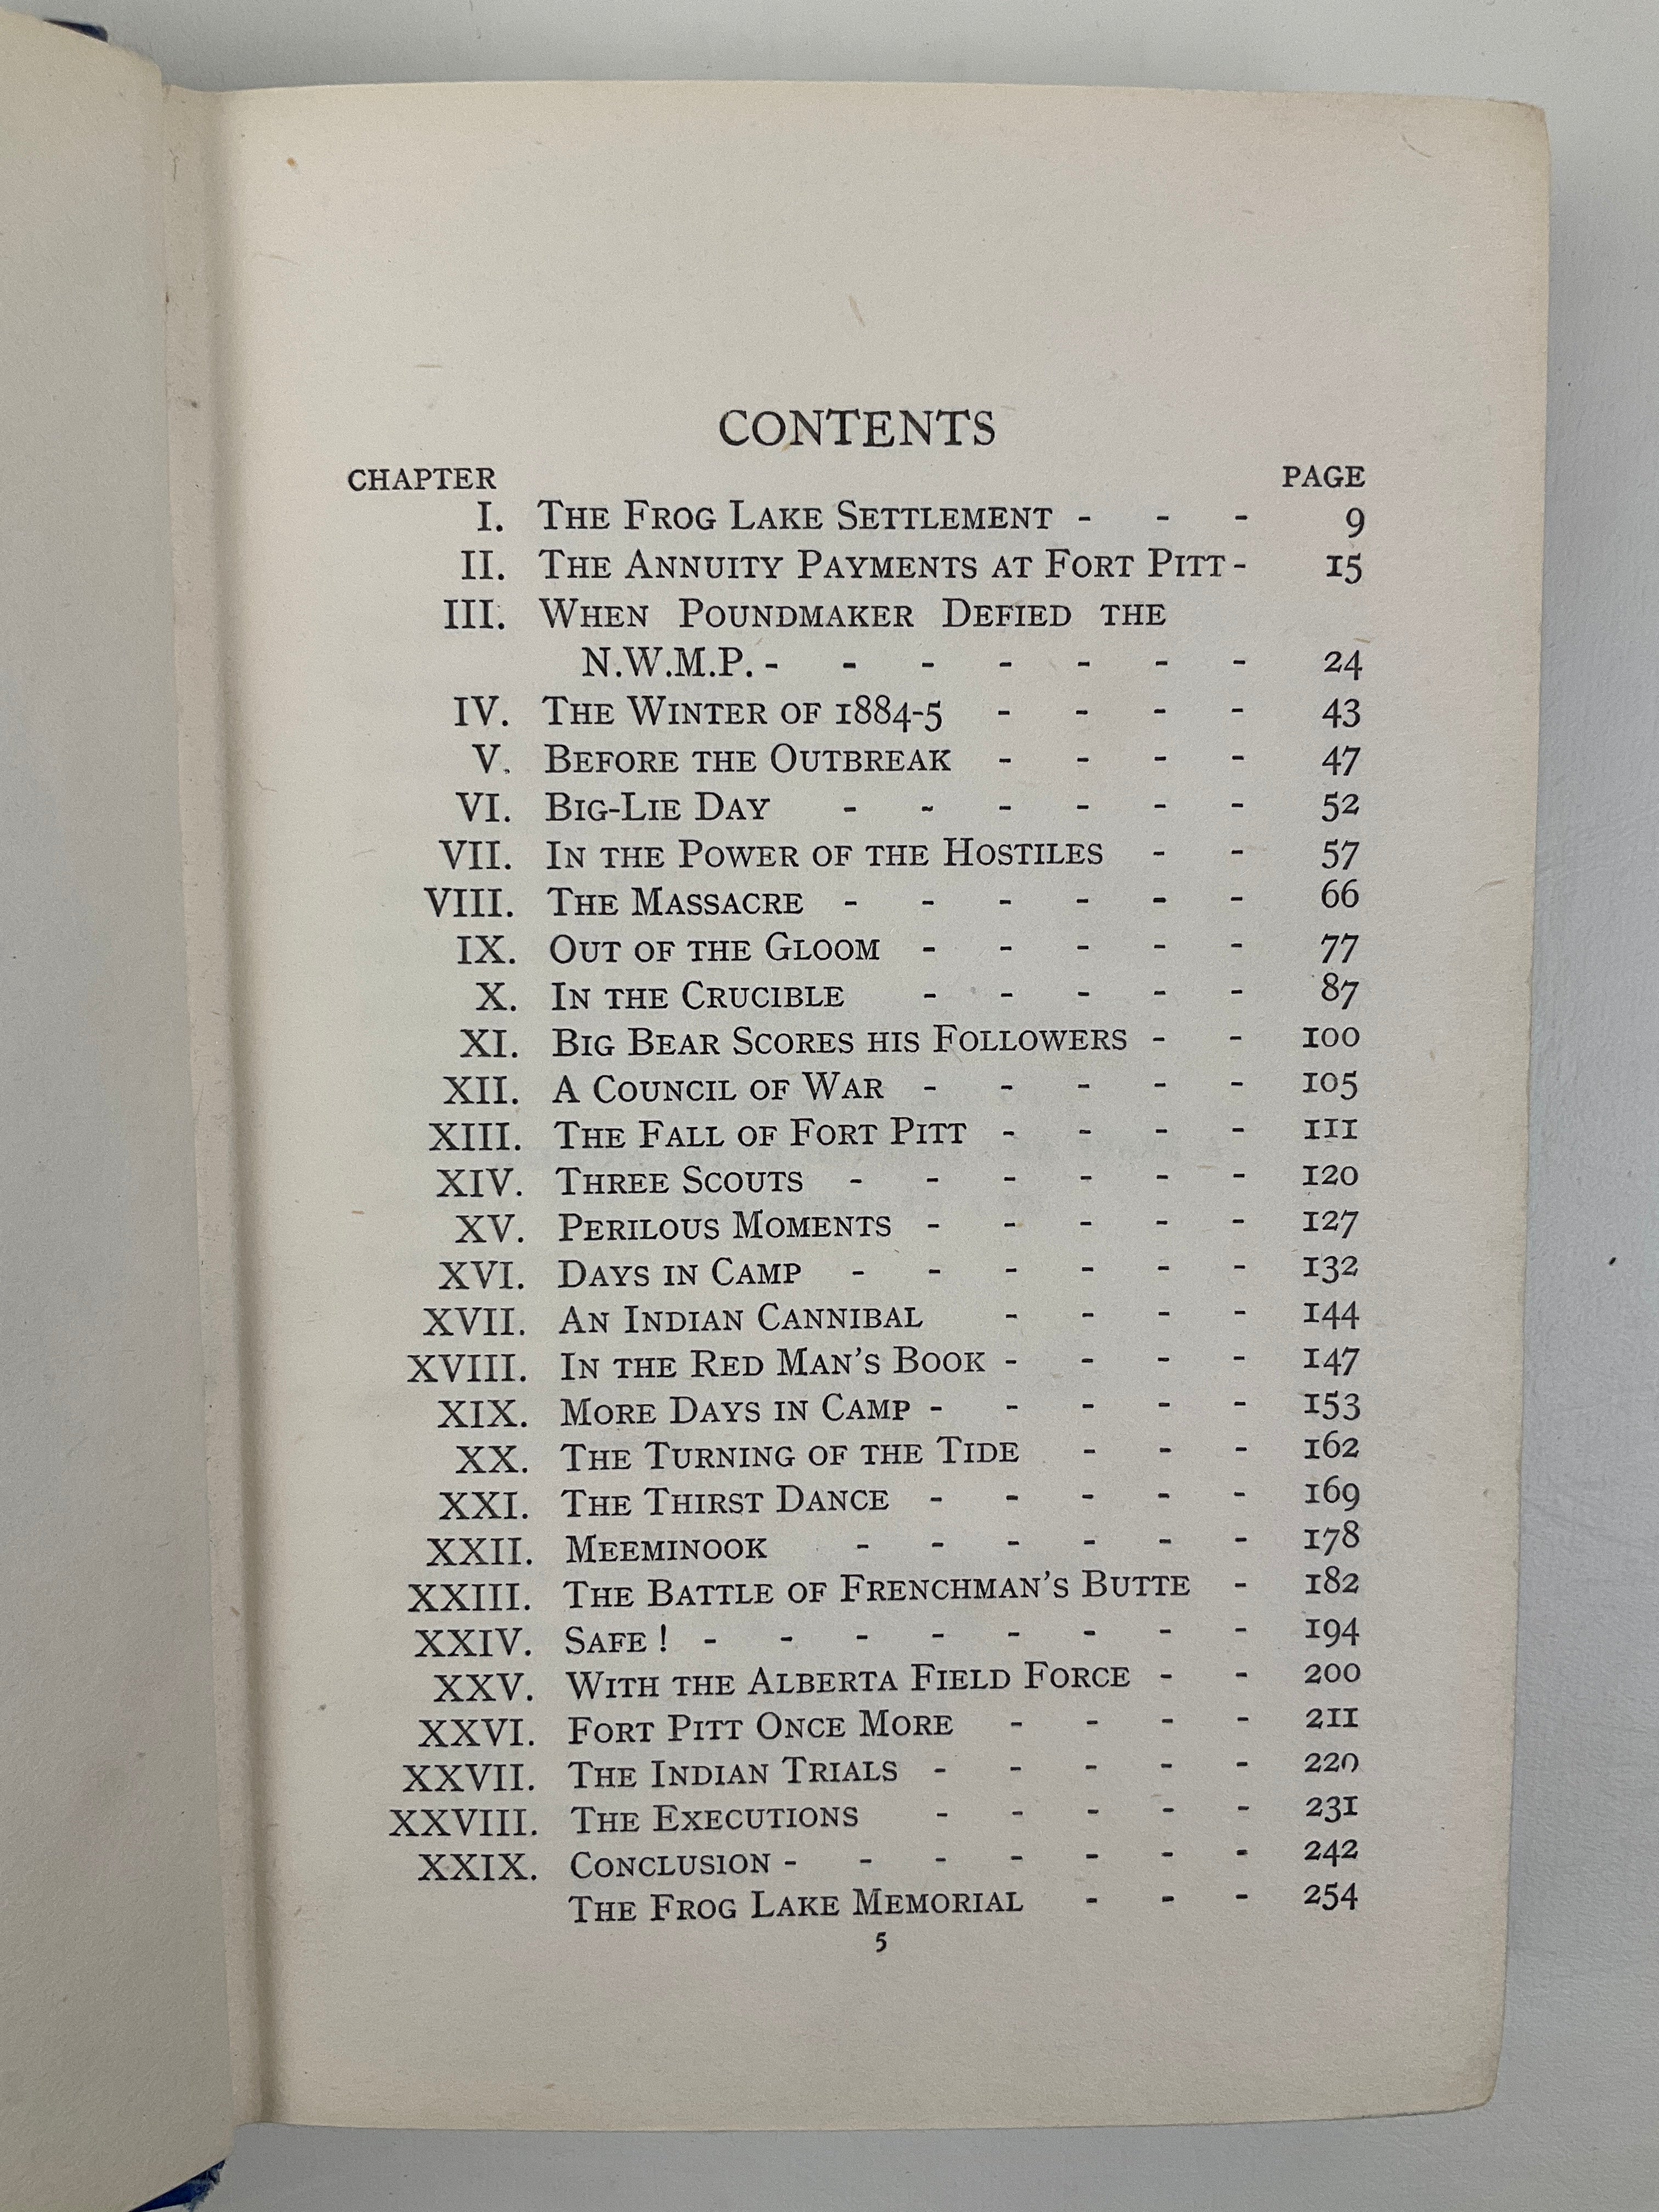 CONTENTS
CHAPTER PAGE
I. THE FROG LAKE SETTLEMENT - - - 9
II. THE ANNUITY PAYMENTS AT FORT PITT - 15
III. WHEN POUNDMAKER DEFIED THE
N.W.M.P. - - - - - - - 24
IV. THE WINTER OF 1884-5 - - - - 43
V. BEFORE THE OUTBREAK - - - - 47
VI. BIG-LIE DAY - - - - - - 52
VII. IN THE POWER OF THE HOSTILES - - 57
VIII. THE MASSACRE - - - - - - 66
IX. OUT OF THE GLOOM - - - - - 77
X. IN THE CRUCIBLE - - - - - 87
XI. BIG BEAR SCORES HIS FOLLOWERS - - 100
XII. A COUNCIL OF WAR - - - - - 105
XIII. THE FALL OF FORT PITT - - - - 111
XIV. THREE SCOUTS - - - - - - 120
XV. PERILOUS MOMENTS - - - - - 127
XVI. DAYS IN CAMP - - - - - - 132
XVII. AN INDIAN CANNIBAL - - - - 144
XVIII. IN THE RED MAN'S BOOK - - - - 147
XIX. MORE DAYS IN CAMP - - - - - 153
XX. THE TURNING OF THE TIDE - - - 162
XXI. THE THIRST DANCE - - - - - 169
XXII. MEEMINOOK - - - - - - 178
XXIII. THE BATTLE OF FRENCHMAN'S BUTTE - 182
XXIV. SAFE ! - - - - - - - - 194
XXV. WITH THE ALBERTA FIELD FORCE - - 200
XXVI. FORT PITT ONCE MORE - - - - 211
XXVII. THE INDIAN TRIALS - - - - - 220
XXVIII. THE EXECUTIONS - - - - - 231
XXIX. CONCLUSION - - - - - - - 242
THE FROG LAKE MEMORIAL - - - 254
5